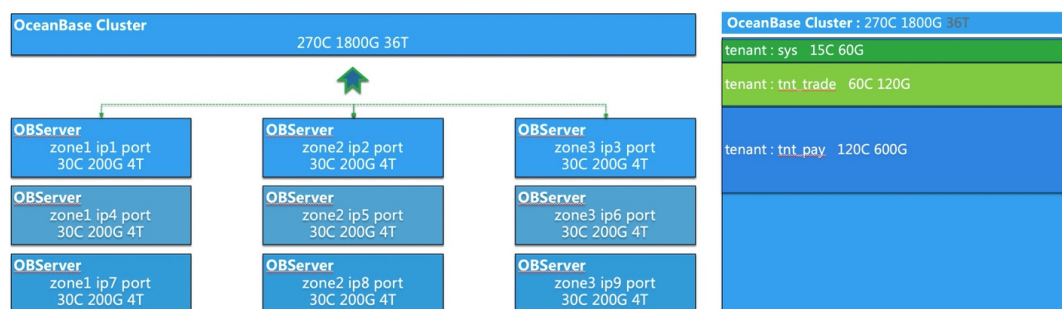 OceanBase Cluster
270C 1800G 36T
OBServer
zone1 ip1 port
30C 200G 4T
OBServer
zone2 ip2 port
30C 200G 4T
OBServer
zone3 ip3 port
30C 200G 4T
OBServer
zone1 ip4 port
30C 200G 4T
OBServer
zone2 ip5 port
30C 200G 4T
OBServer
zone3 ip6 port
30C 200G 4T
OBServer
zone1 ip7 port
30C 200G 4T
OBServer
zone2 ip8 port
30C 200G 4T
OBServer
zone3 ip9 port
30C 200G 4T
OceanBase Cluster : 270C 1800G 36T
tenant : sys 15C 60G
tenant : tnt_trade 60C 120G
tenant : tnt_pay 120C 600G